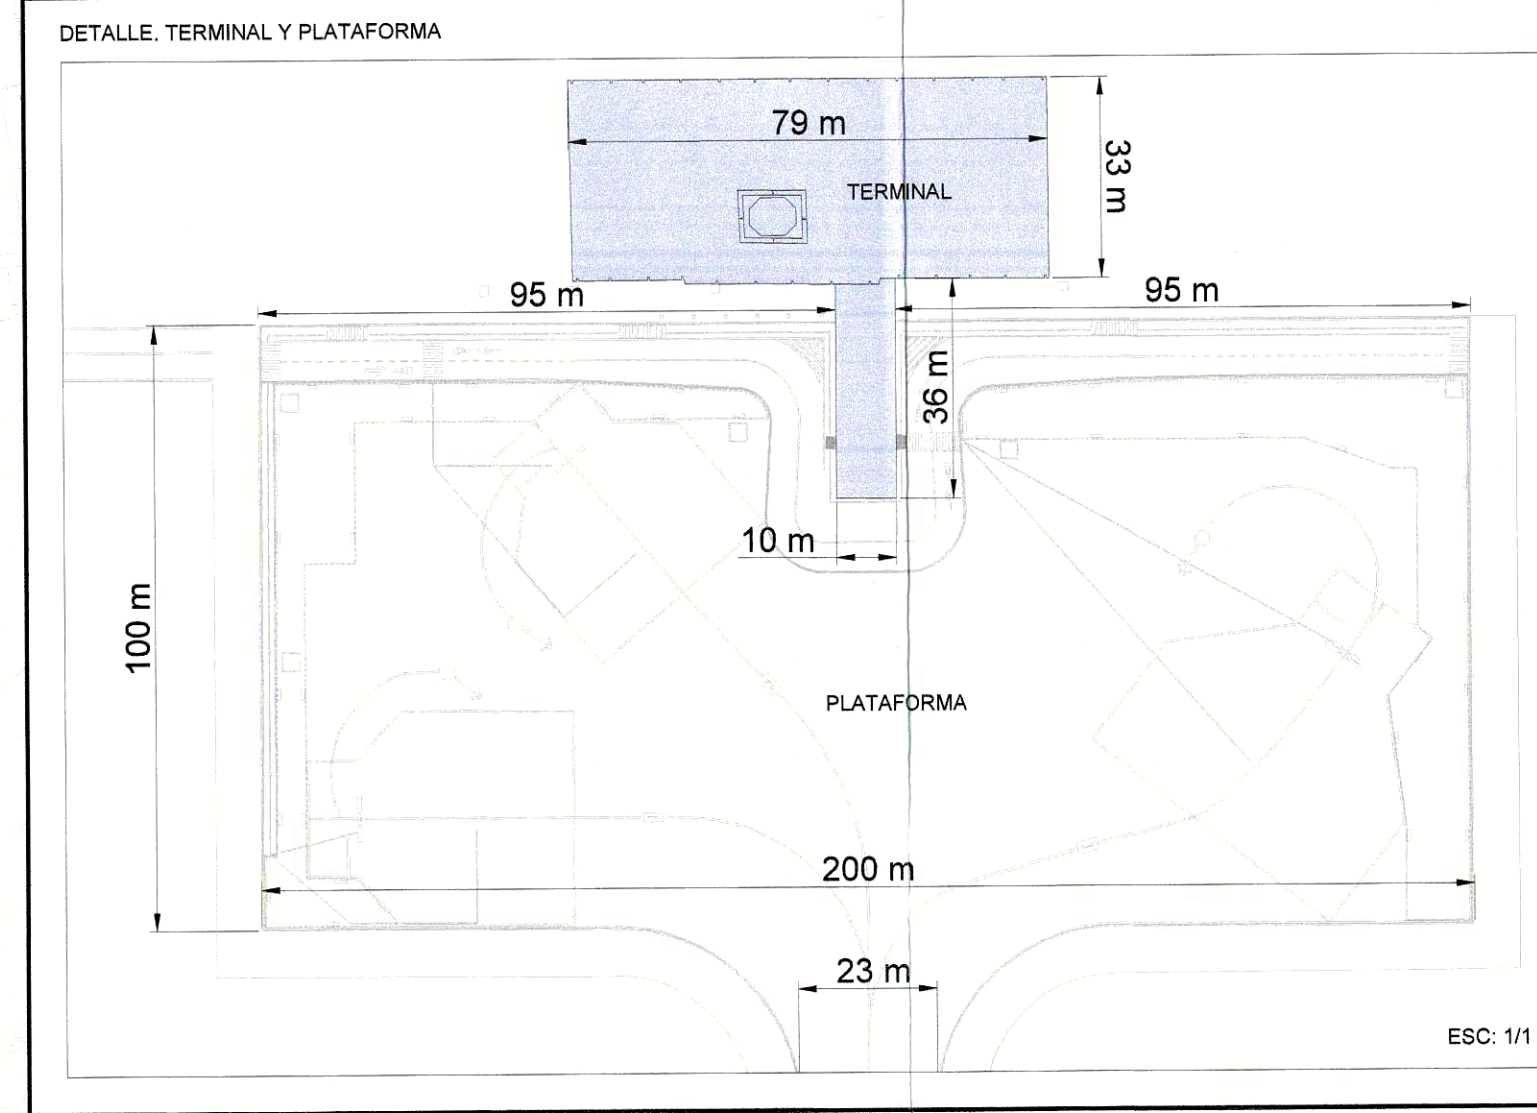 DETALLE. TERMINAL Y PLATAFORMA
79 m
33 m
TERMINAL
95 m
95 m
36 m
10 m
100 m
PLATAFORMA
200 m
23 m
ESC: 1/1